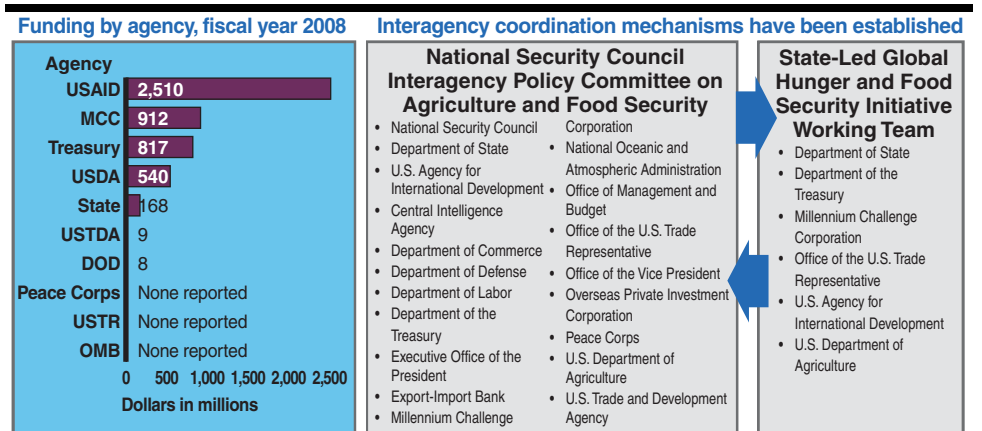 Funding by agency, fiscal year 2008
Agency
USAID 2,510
MCC 912
Treasury 817
USDA 540
State 168
USTDA 9
DOD 8
Peace Corps None reported
USTR None reported
OMB None reported
0 500 1,000 1,500 2,000 2,500
Dollars in millions
Interagency coordination mechanisms have been established
National Security Council
Interagency Policy Committee on
Agriculture and Food Security
• National Security Council
• Department of State
• U.S. Agency for
International Development
• Central Intelligence
Agency
• Department of Commerce
• Department of Defense
• Department of Labor
• Department of the
Treasury
• Executive Office of the
President
• Export-Import Bank
• Millennium Challenge
Corporation
• National Oceanic and
Atmospheric Administration
• Office of Management and
Budget
• Office of the U.S. Trade
Representative
• Office of the Vice President
• Overseas Private Investment
Corporation
• Peace Corps
• U.S. Department of
Agriculture
• U.S. Trade and Development
Agency
State-Led Global
Hunger and Food
Security Initiative
Working Team
• Department of State
• Department of the
Treasury
• Millennium Challenge
Corporation
• Office of the U.S. Trade
Representative
• U.S. Agency for
International Development
• U.S. Department of
Agriculture